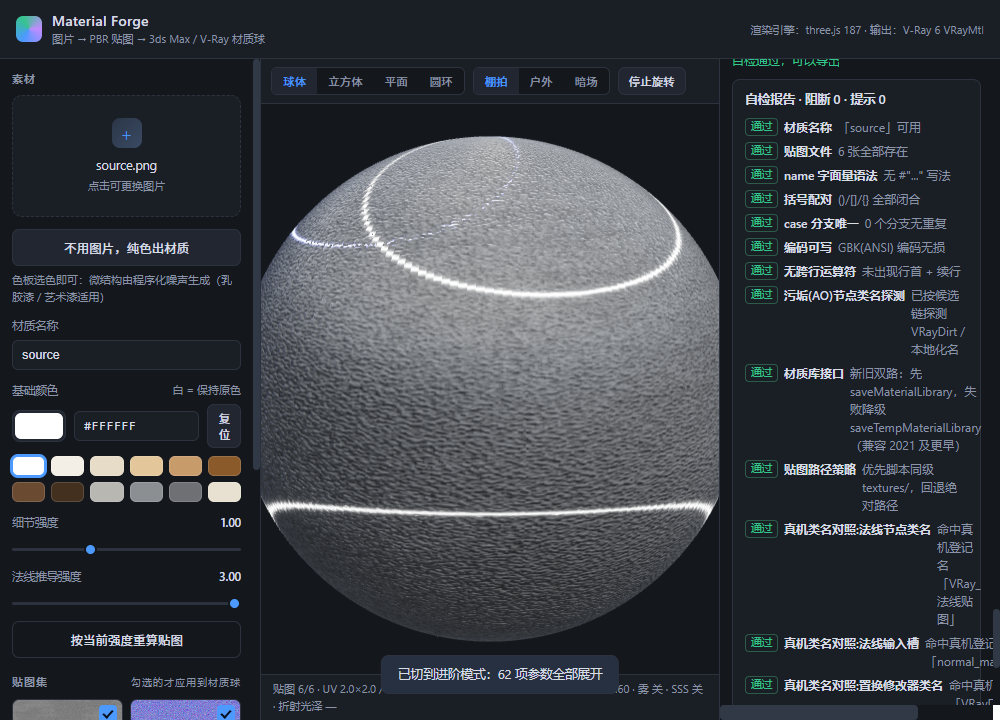 Material Forge
图片 → PBR 贴图 → 3ds Max / V-Ray 材质球
渲染引擎：three.js 187 · 输出：V-Ray 6 VRayMtl
素材
+
source.png
点击可更换图片
不用图片，纯色出材质
色板选色即可：微结构由程序化噪声生成（乳
胶漆 / 艺术漆适用）
材质名称
source
基础颜色
白 = 保持原色
#FFFFFF
复
位
细节强度
1.00
法线推导强度
3.00
按当前强度重算贴图
贴图集
勾选的才应用到材质球
球体
立方体
平面
圆环
棚拍
户外
暗场
停止旋转
已切到进阶模式：62 项参数全部展开
贴图 6/6 · UV 2.0×2.0 /
.60 · 雾 关 · SSS 关
· 折射光泽 —
自检通过，可以导出
自检报告 · 阻断 0 · 提示 0
通过 材质名称 「source」可用
通过 贴图文件 6 张全部存在
通过 name 字面量语法 无 #"..." 写法
通过 括号配对 ()/[]/{} 全部闭合
通过 case 分支唯一 0 个分支无重复
通过 编码可写 GBK(ANSI) 编码无损
通过 无跨行运算符 未出现行首 + 续行
通过 污垢(AO)节点类名探测 已按候选
链探测
VRayDirt /
本地化名
通过 材质库接口 新旧双路：先
saveMaterialLibrary，失
败降级
saveTempMaterialLibrary
（兼容 2021 及更早）
通过 贴图路径策略 优先脚本同级
textures/，回退绝
对路径
通过 真机类名对照:法线节点类名 命中真
机登记
名
「VRay_
法线贴
图」
通过 真机类名对照:法线输入槽 命中真机登记
「normal_ma
通过 真机类名对照:置换修改器类名 命中真机
「VRayD